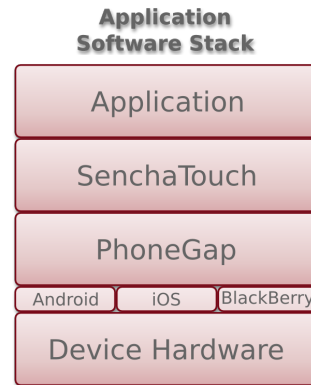 Application
Software Stack
Application
SenchaTouch
PhoneGap
Android iOS BlackBerry
Device Hardware